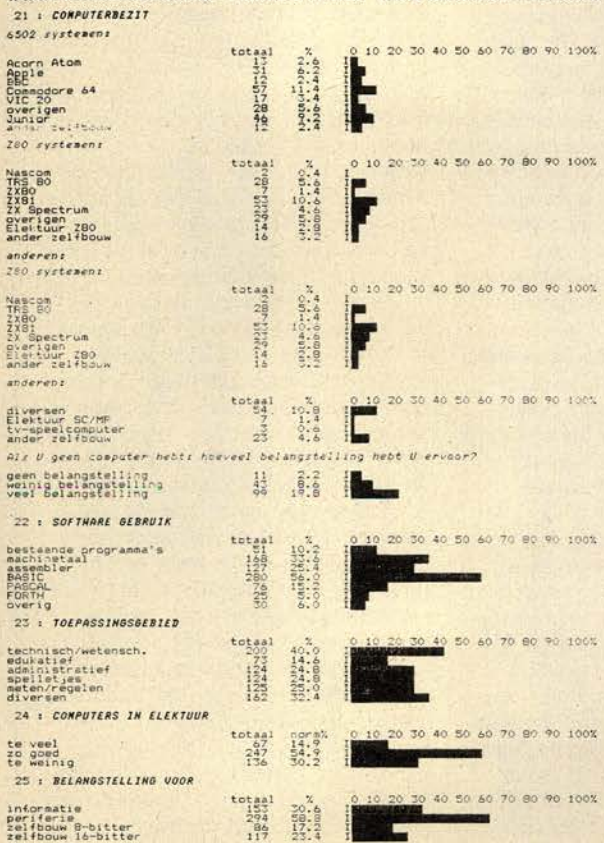 21 : COMPUTERBEZIT
6502 systemen:
totaal % 0 10 20 30 40 50 60 70 80 90 100%
Acorn Atom 13 2.6
Apple 31 6.2
BBC 12 2.4
Commodore 64 57 11.4
VIC 20 17 3.4
overigen 28 5.6
Junior 46 9.2
ander zelfbouw 12 2.4
Z80 systemen:
totaal % 0 10 20 30 40 50 60 70 80 90 100%
Nascom 2 0.4
TRS 80 28 5.6
ZX80 7 1.4
ZX81 53 10.6
ZX Spectrum 23 4.6
overigen 29 5.8
Elektuur Z80 14 2.8
ander zelfbouw 16 3.2
anderen:
Z80 systemen:
totaal % 0 10 20 30 40 50 60 70 80 90 100%
Nascom 2 0.4
TRS 80 28 5.6
ZX80 7 1.4
ZX81 53 10.6
ZX Spectrum 23 4.6
overigen 29 5.8
Elektuur Z80 14 2.8
ander zelfbouw 16 3.2
anderen:
totaal % 0 10 20 30 40 50 60 70 80 90 100%
diversen 54 10.8
Elektuur SC/MP 7 1.4
tv-speelcomputer 3 0.6
ander zelfbouw 23 4.6
Als U geen computer hebt: hoeveel belangstelling hebt U ervoor?
geen belangstelling 11 2.2
weinig belangstelling 43 8.6
veel belangstelling 99 19.8
22 : SOFTWARE GEBRUIK
totaal % 0 10 20 30 40 50 60 70 80 90 100%
bestaande programma's 51 10.2
machinetaal 168 33.6
assembler 127 25.4
BASIC 280 56.0
PASCAL 76 15.2
FORTH 25 5.0
overig 30 6.0
23 : TOEPASSINGSGEBIED
totaal % 0 10 20 30 40 50 60 70 80 90 100%
technisch/wetensch. 200 40.0
edukatief 73 14.6
administratief 124 24.8
spelletjes 124 24.8
meten/regelen 125 25.0
diversen 162 32.4
24 : COMPUTERS IN ELEKTUUR
totaal norm% 0 10 20 30 40 50 60 70 80 90 100%
te veel 67 14.9
zo goed 247 54.9
te weinig 136 30.2
25 : BELANGSTELLING VOOR
totaal % 0 10 20 30 40 50 60 70 80 90 100%
informatie 153 30.6
periferie 294 58.8
zelfbouw 8-bitter 86 17.2
zelfbouw 16-bitter 117 23.4